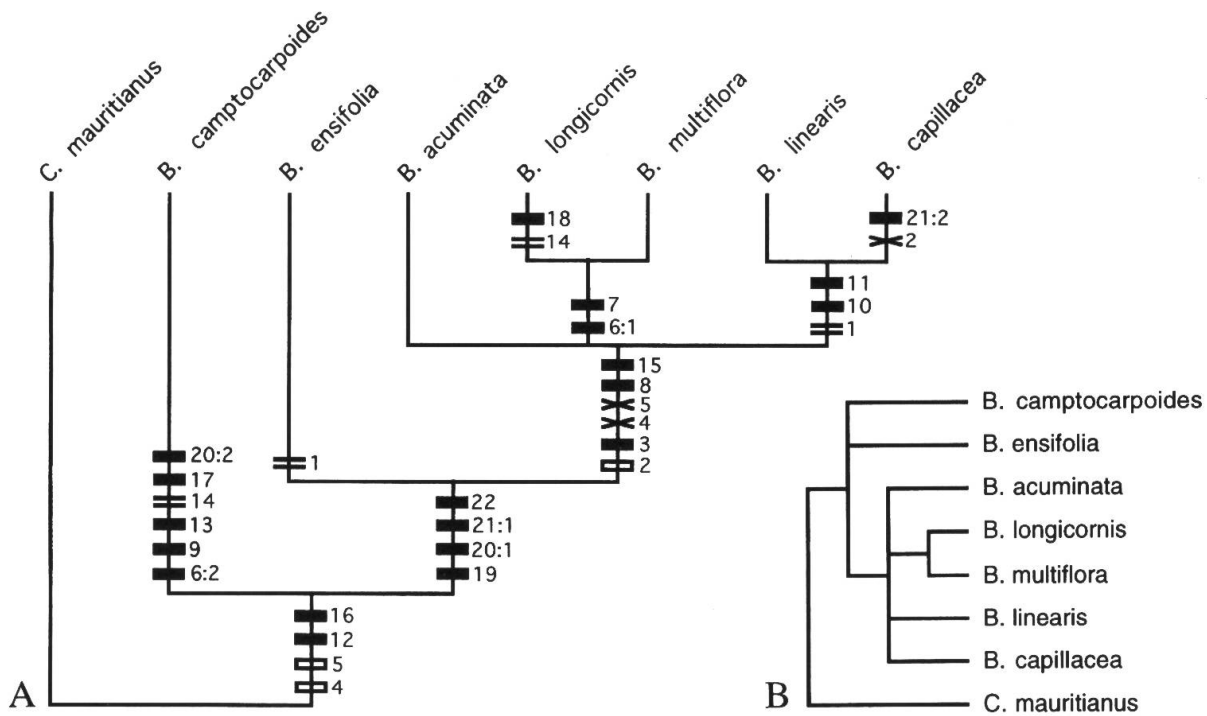 C. mauritianus
B. camptocarpoides
B. ensifolia
B. acuminata
B. longicornis
B. multiflora
B. linearis
B. capillacea
18
14
21:2
2
7
6:1
11
10
1
15
8
5
4
3
2
20:2
17
14
13
9
6:2
1
22
21:1
20:1
19
16
12
5
4
A
B. camptocarpoides
B. ensifolia
B. acuminata
B. longicornis
B. multiflora
B. linearis
B. capillacea
C. mauritianus
B